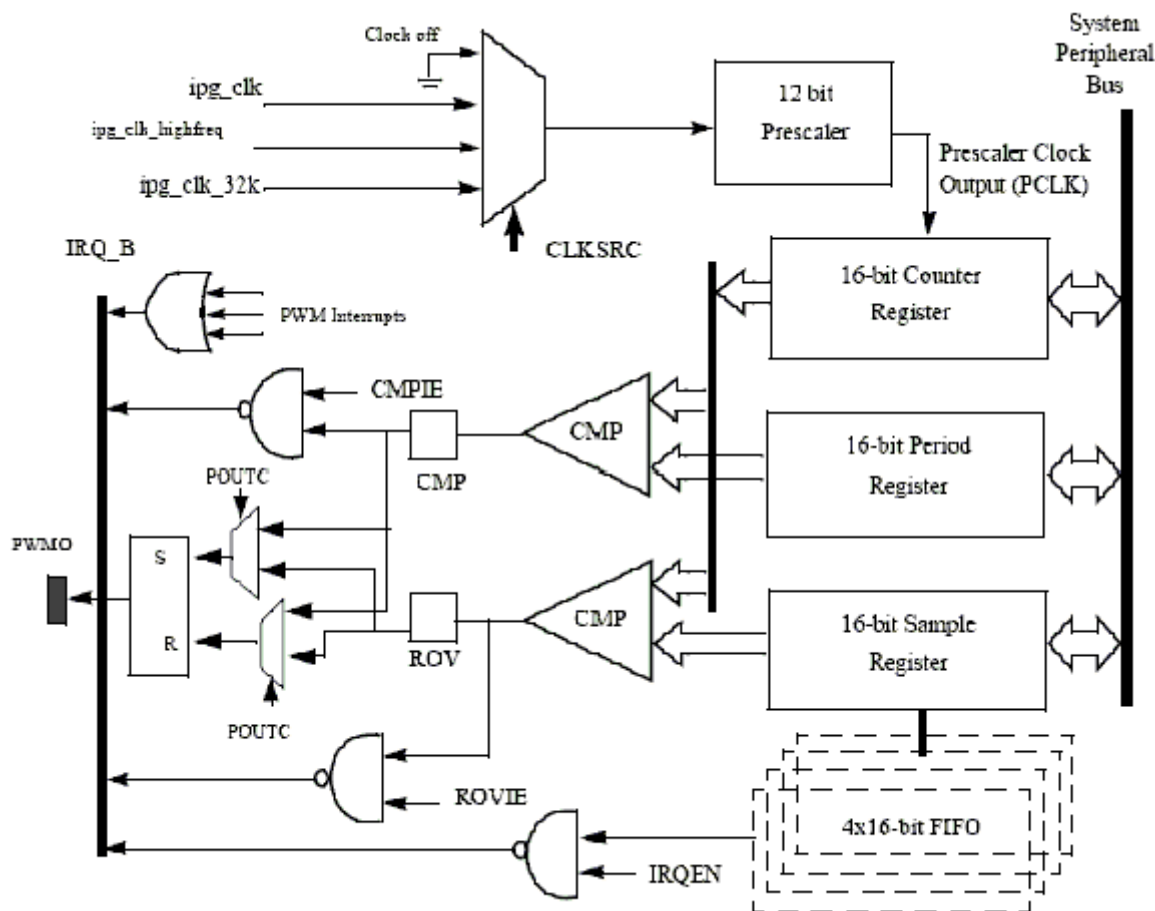 Clock off
ipg_clk
ipg_clk_highfreq
ipg_clk_32k
CLKSRC
12 bit
Prescaler
System
Peripheral
Bus
Prescaler Clock
Output (PCLK)
IRQ_B
PWM Interrupts
16-bit Counter
Register
CMPIE
CMP
CMP
16-bit Period
Register
POUTC
PWMO
S
R
ROV
CMP
16-bit Sample
Register
POUTC
ROVIE
IRQEN
4x16-bit FIFO